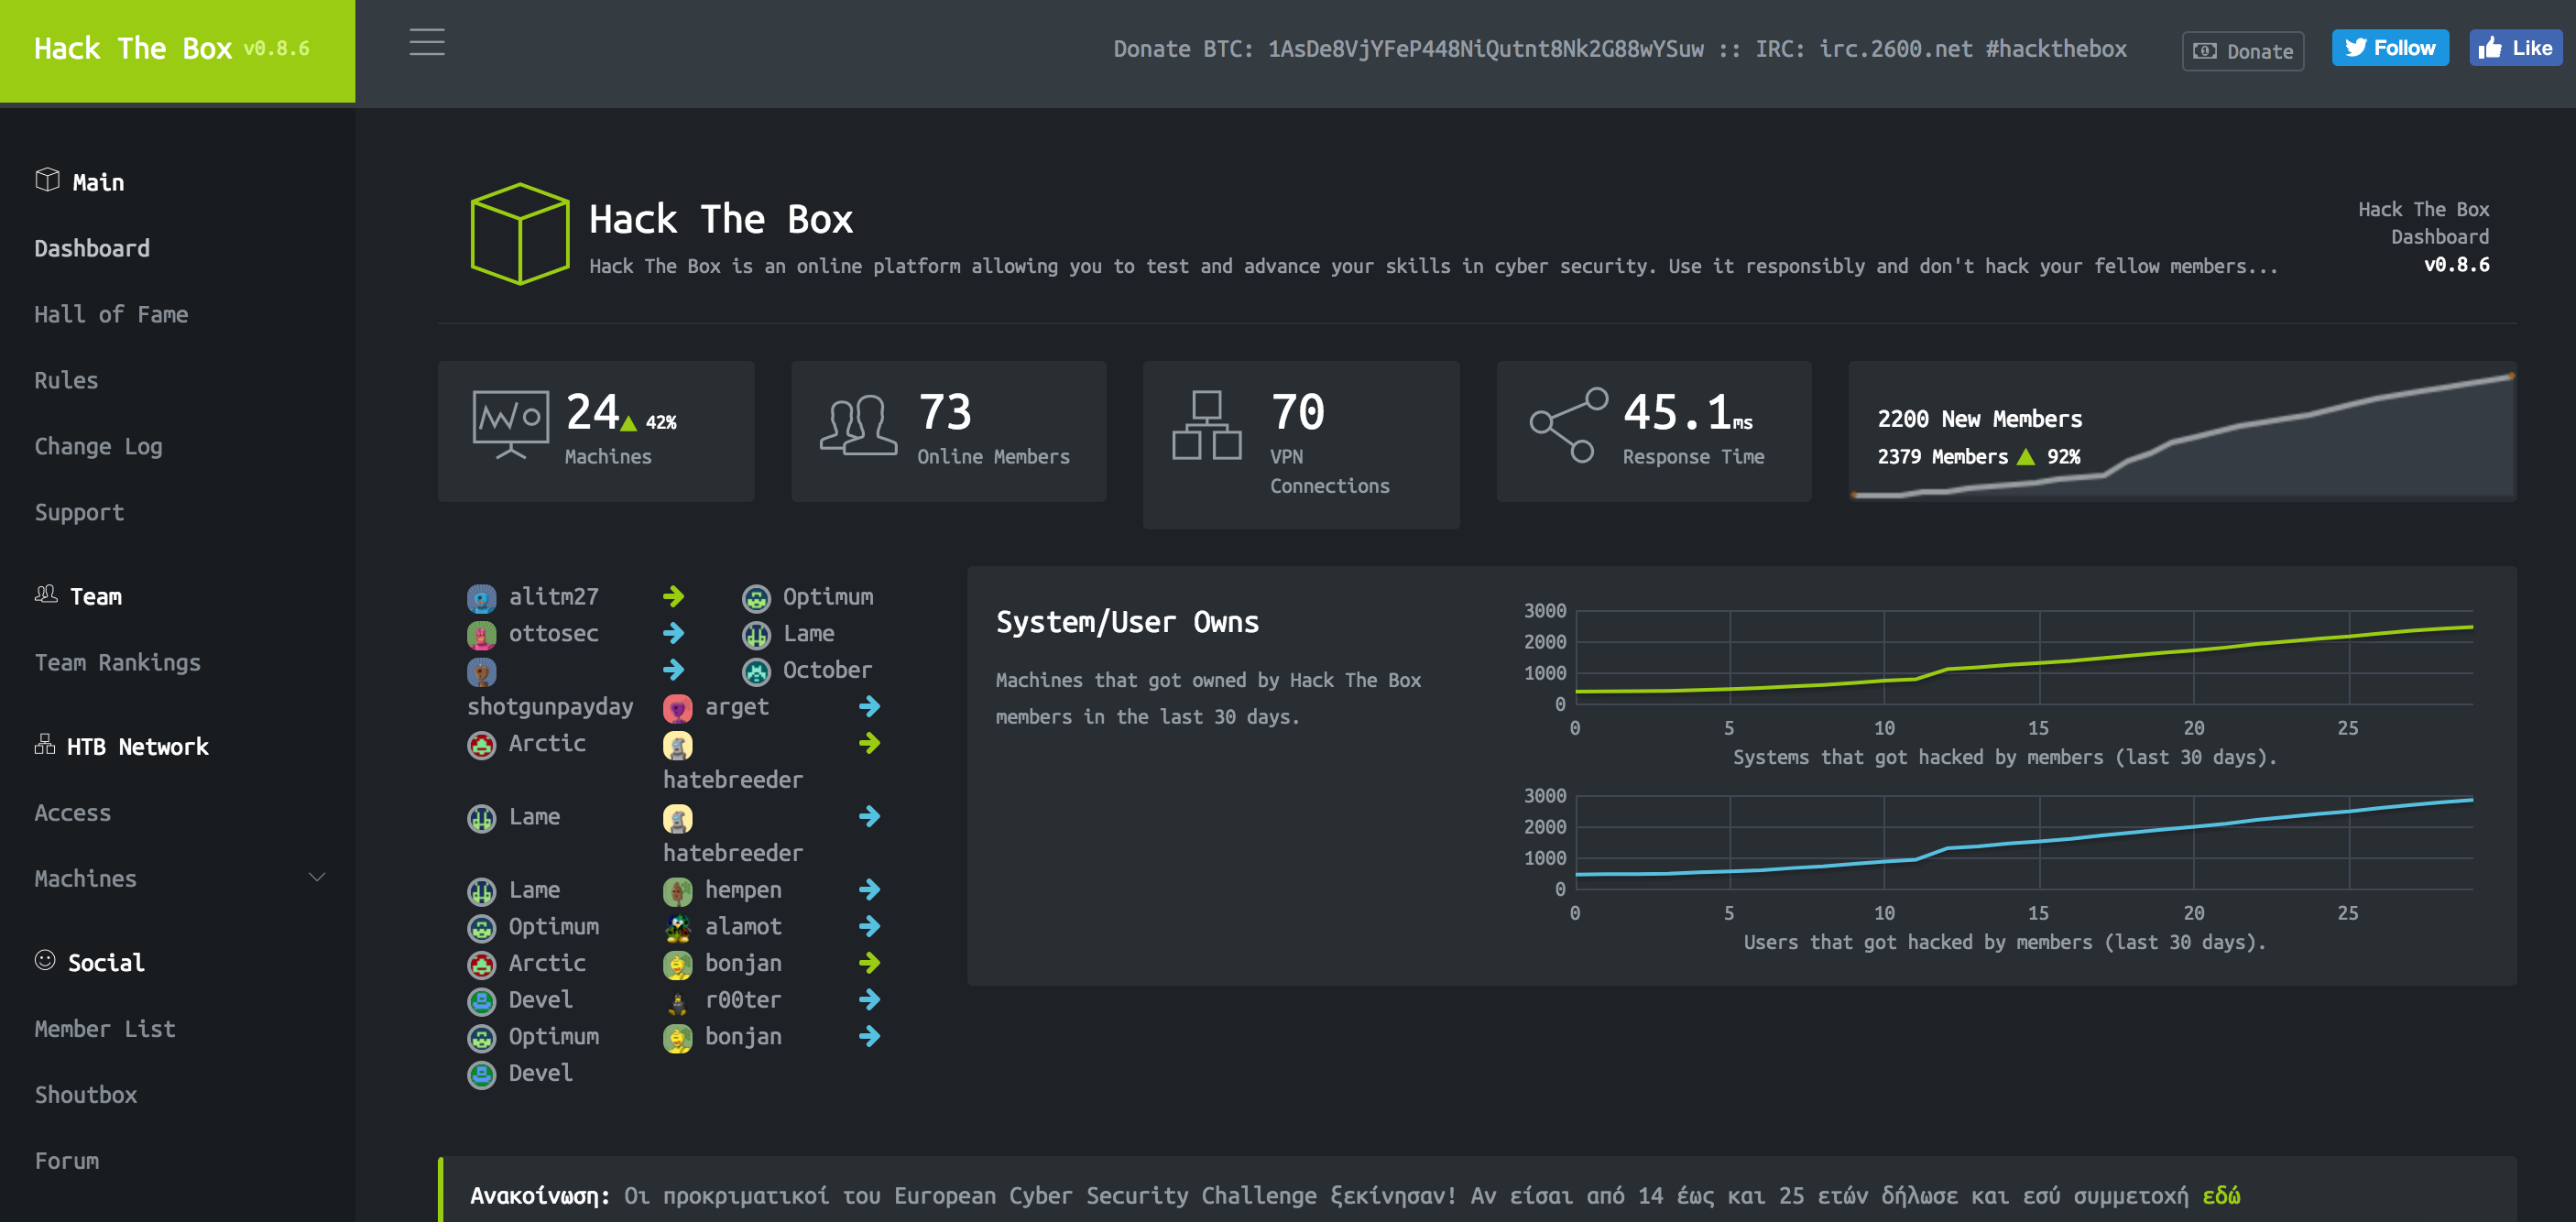 Hack The Box v0.8.6
Donate BTC: 1AsDe8VjYFeP448NiQutnt8Nk2G88wYSuw :: IRC: irc.2600.net #hackthebox
Donate
Follow
Like
Main
Dashboard
Hall of Fame
Rules
Change Log
Support
Team
Team Rankings
HTB Network
Access
Machines
Social
Member List
Shoutbox
Forum
Hack The Box
Hack The Box is an online platform allowing you to test and advance your skills in cyber security. Use it responsibly and don't hack your fellow members...
Hack The Box
Dashboard
v0.8.6
24 42%
Machines
73
Online Members
70
VPN
Connections
45.1ms
Response Time
2200 New Members
2379 Members 92%
alitm27 Optimum
ottosec Lame
October
shotgunpayday arget
Arctic
hatebreeder
Lame
hatebreeder
Lame hempen
Optimum alamot
Arctic bonjan
Devel r00ter
Optimum bonjan
Devel
System/User Owns
Machines that got owned by Hack The Box
members in the last 30 days.
3000
2000
1000
0
0 5 10 15 20 25
Systems that got hacked by members (last 30 days).
3000
2000
1000
0
0 5 10 15 20 25
Users that got hacked by members (last 30 days).
Ανακοίνωση: Οι προκριματικοί του European Cyber Security Challenge ξεκίνησαν! Αν είσαι από 14 έως και 25 ετών δήλωσε και εσύ συμμετοχή εδώ